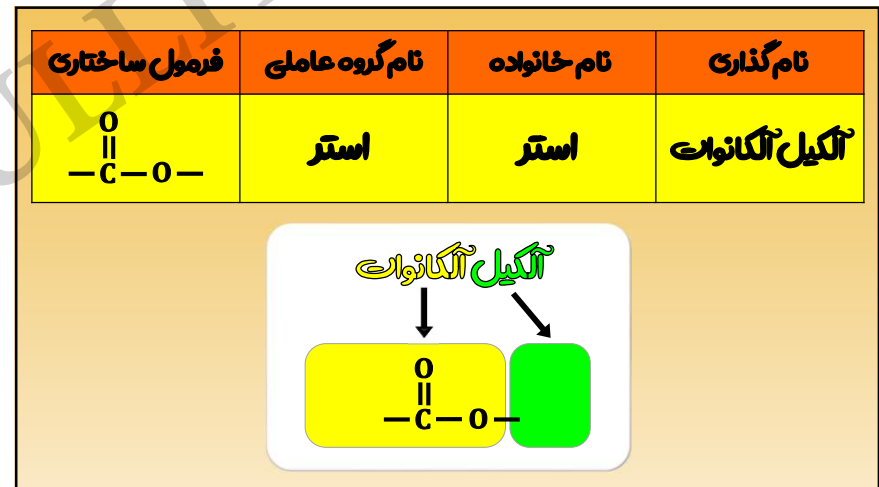 نام‌گذاری نام خانواده نام گروه عاملی فرمول ساختاری
آلکیل آلکانوات استر استر
O
||
— C — O —
آلکیل آلکانوات
O
||
— C — O —